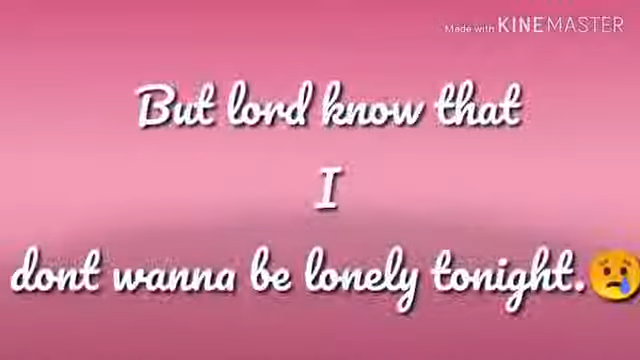 Made with KINEMASTER
But lord know that
I
dont wanna be lonely tonight.😢